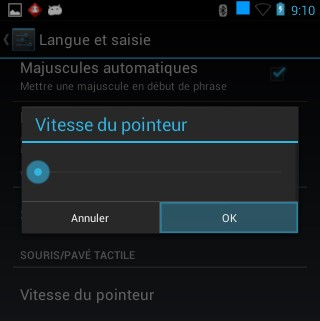 9:10
Langue et saisie
Majuscules automatiques
Mettre une majuscule en début de phrase
Vitesse du pointeur
Annuler
OK
SOURIS/PAVÉ TACTILE
Vitesse du pointeur